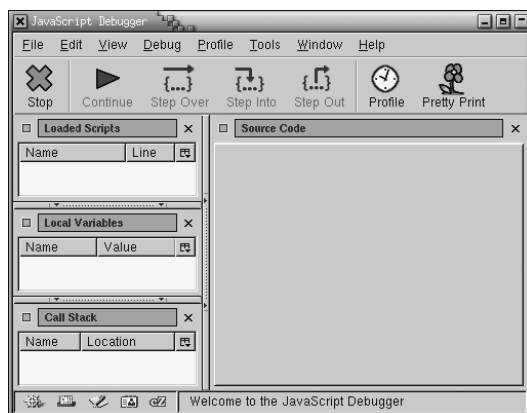 JavaScript Debugger
File Edit View Debug Profile Tools Window Help
{...} {...} {...}
Stop Continue Step Over Step Into Step Out Profile Pretty Print
Loaded Scripts
Name Line
Local Variables
Name Value
Call Stack
Name Location
Source Code
cZ
Welcome to the JavaScript Debugger